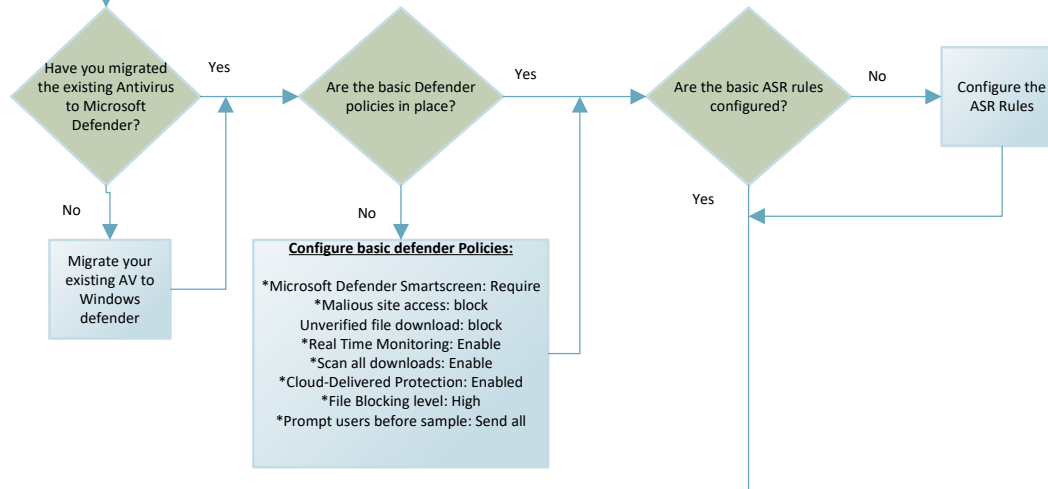 Have you migrated
the existing Antivirus
to Microsoft
Defender?
Yes
No
Migrate your
existing AV to
Windows
defender
Are the basic Defender
policies in place?
Yes
No
Configure basic defender Policies:
*Microsoft Defender Smartscreen: Require
*Malious site access: block
Unverified file download: block
*Real Time Monitoring: Enable
*Scan all downloads: Enable
*Cloud-Delivered Protection: Enabled
*File Blocking level: High
*Prompt users before sample: Send all
Are the basic ASR rules
configured?
No
Yes
Configure the
ASR Rules